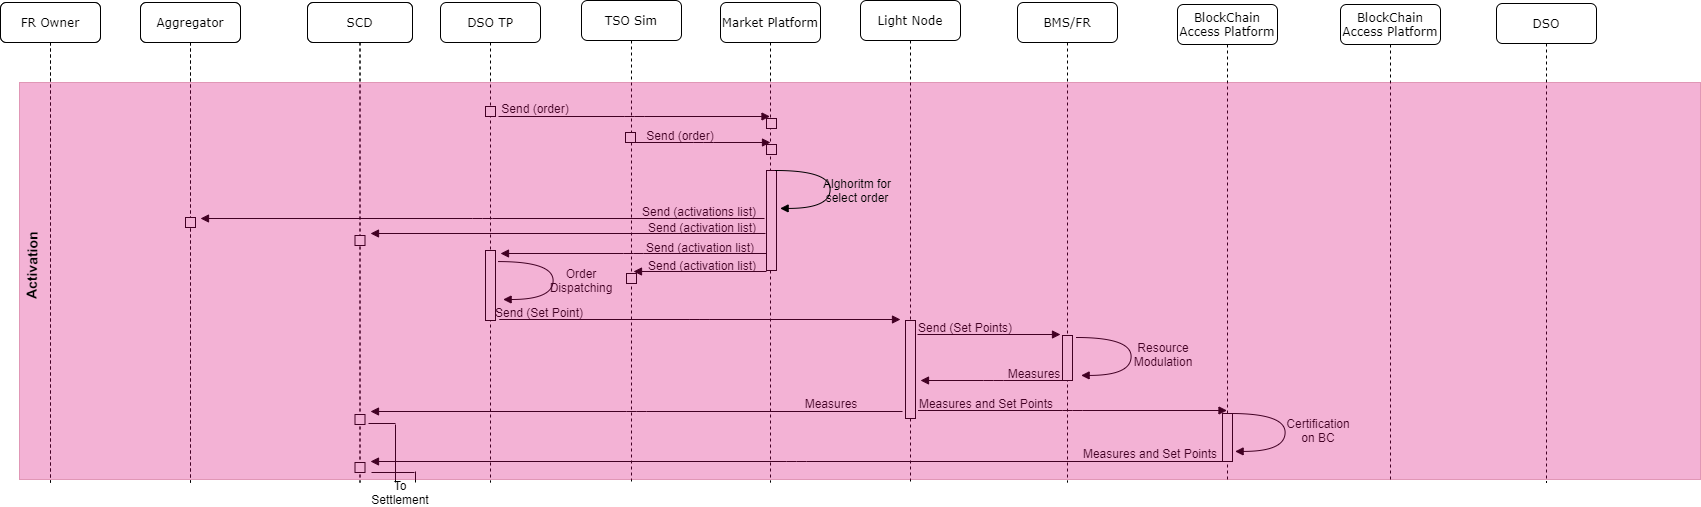 FR Owner
Aggregator
SCD
DSO TP
TSO Sim
Market Platform
Light Node
BMS/FR
BlockChain
Access Platform
BlockChain
Access Platform
DSO
Activation
Send (order)
Send (order)
Alghoritm for
select order
Send (activations list)
Send (activation list)
Send (activation list)
Send (activation list)
Order
Dispatching
Send (Set Point)
Send (Set Points)
Resource
Modulation
Measures
Measures
Measures and Set Points
Certification
on BC
Measures and Set Points
To
Settlement